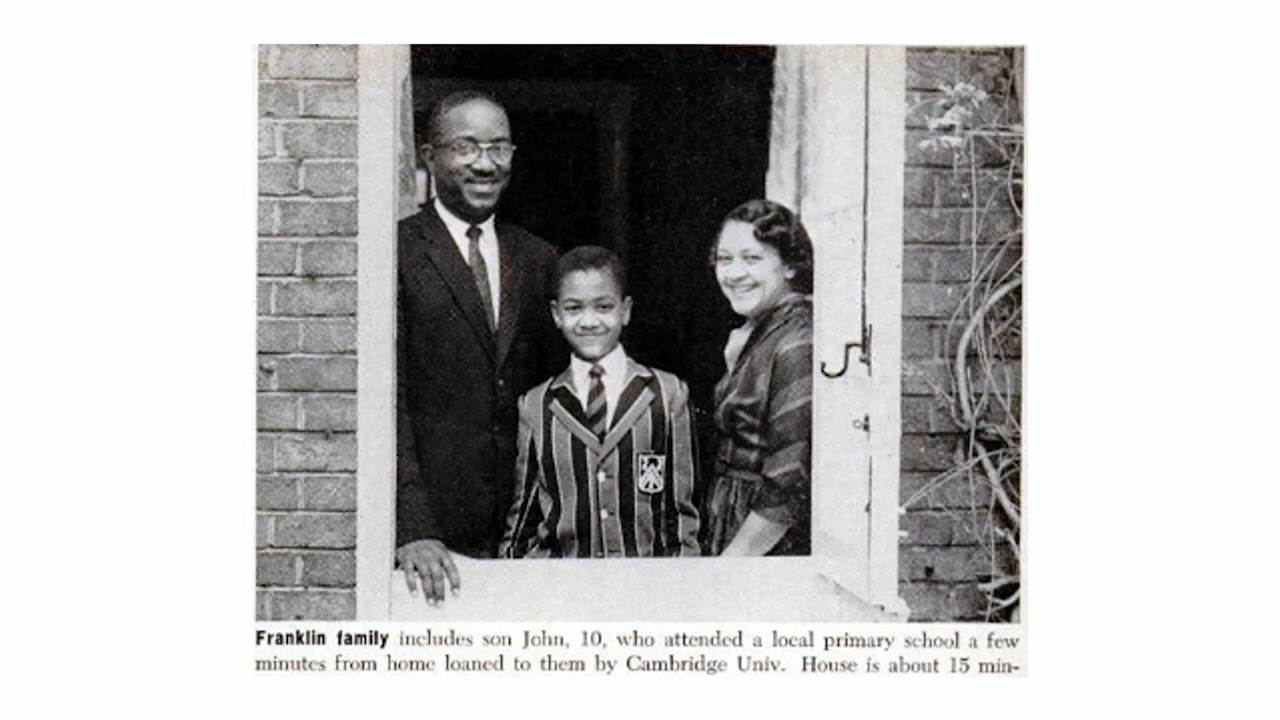 Franklin family includes son John, 10, who attended a local primary school a few
minutes from home loaned to them by Cambridge Univ. House is about 15 min-